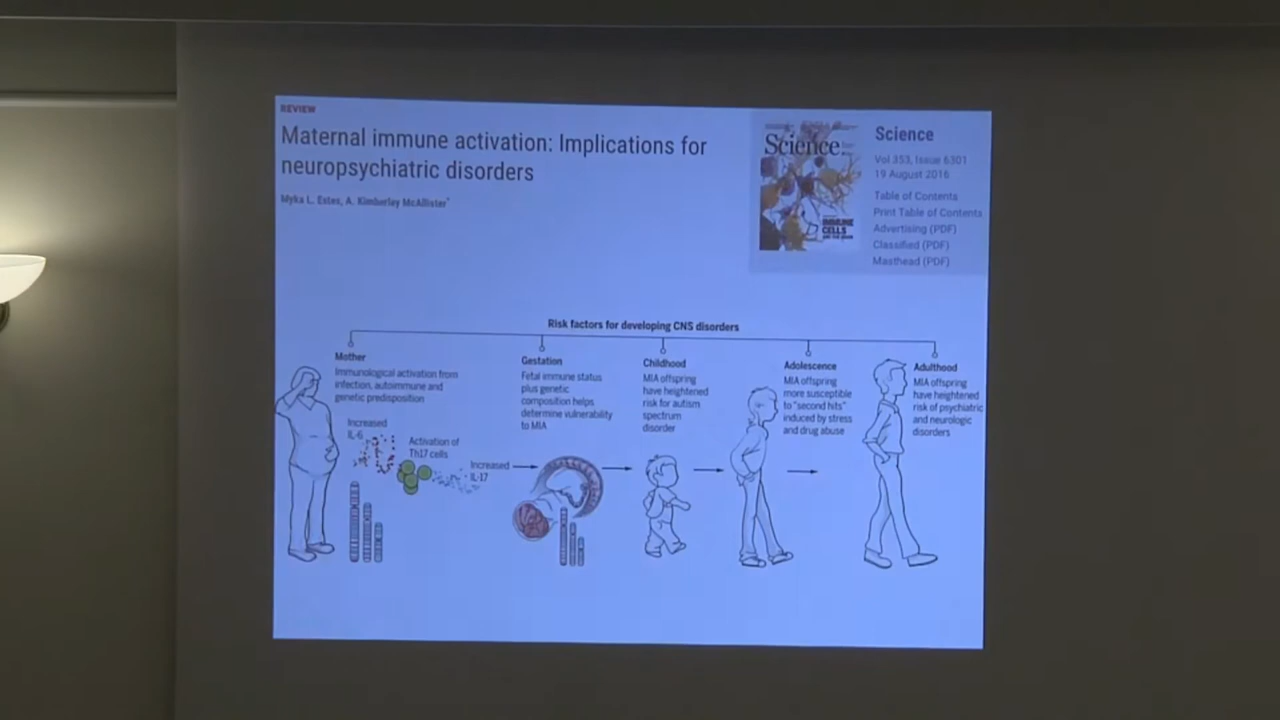 REVIEW
Maternal immune activation: Implications for
neuropsychiatric disorders
Myka L. Estes, A. Kimberley McAllister*
Science
IMMUNE
CELLS
AND THE BRAIN
Science
Vol 353, Issue 6301
19 August 2016
Table of Contents
Print Table of Contents
Advertising (PDF)
Classified (PDF)
Masthead (PDF)
Risk factors for developing CNS disorders
Mother
Immunological activation from
infection, autoimmune and
genetic predisposition
Increased
IL-6
Activation of
Th17 cells
Increased
IL-17
Gestation
Fetal immune status
plus genetic
composition helps
determine vulnerability
to MIA
Childhood
MIA offspring
have heightened
risk for autism
spectrum
disorder
Adolescence
MIA offspring
more susceptible
to "second hits"
induced by stress
and drug abuse
Adulthood
MIA offspring
have heightened
risk of psychiatric
and neurologic
disorders